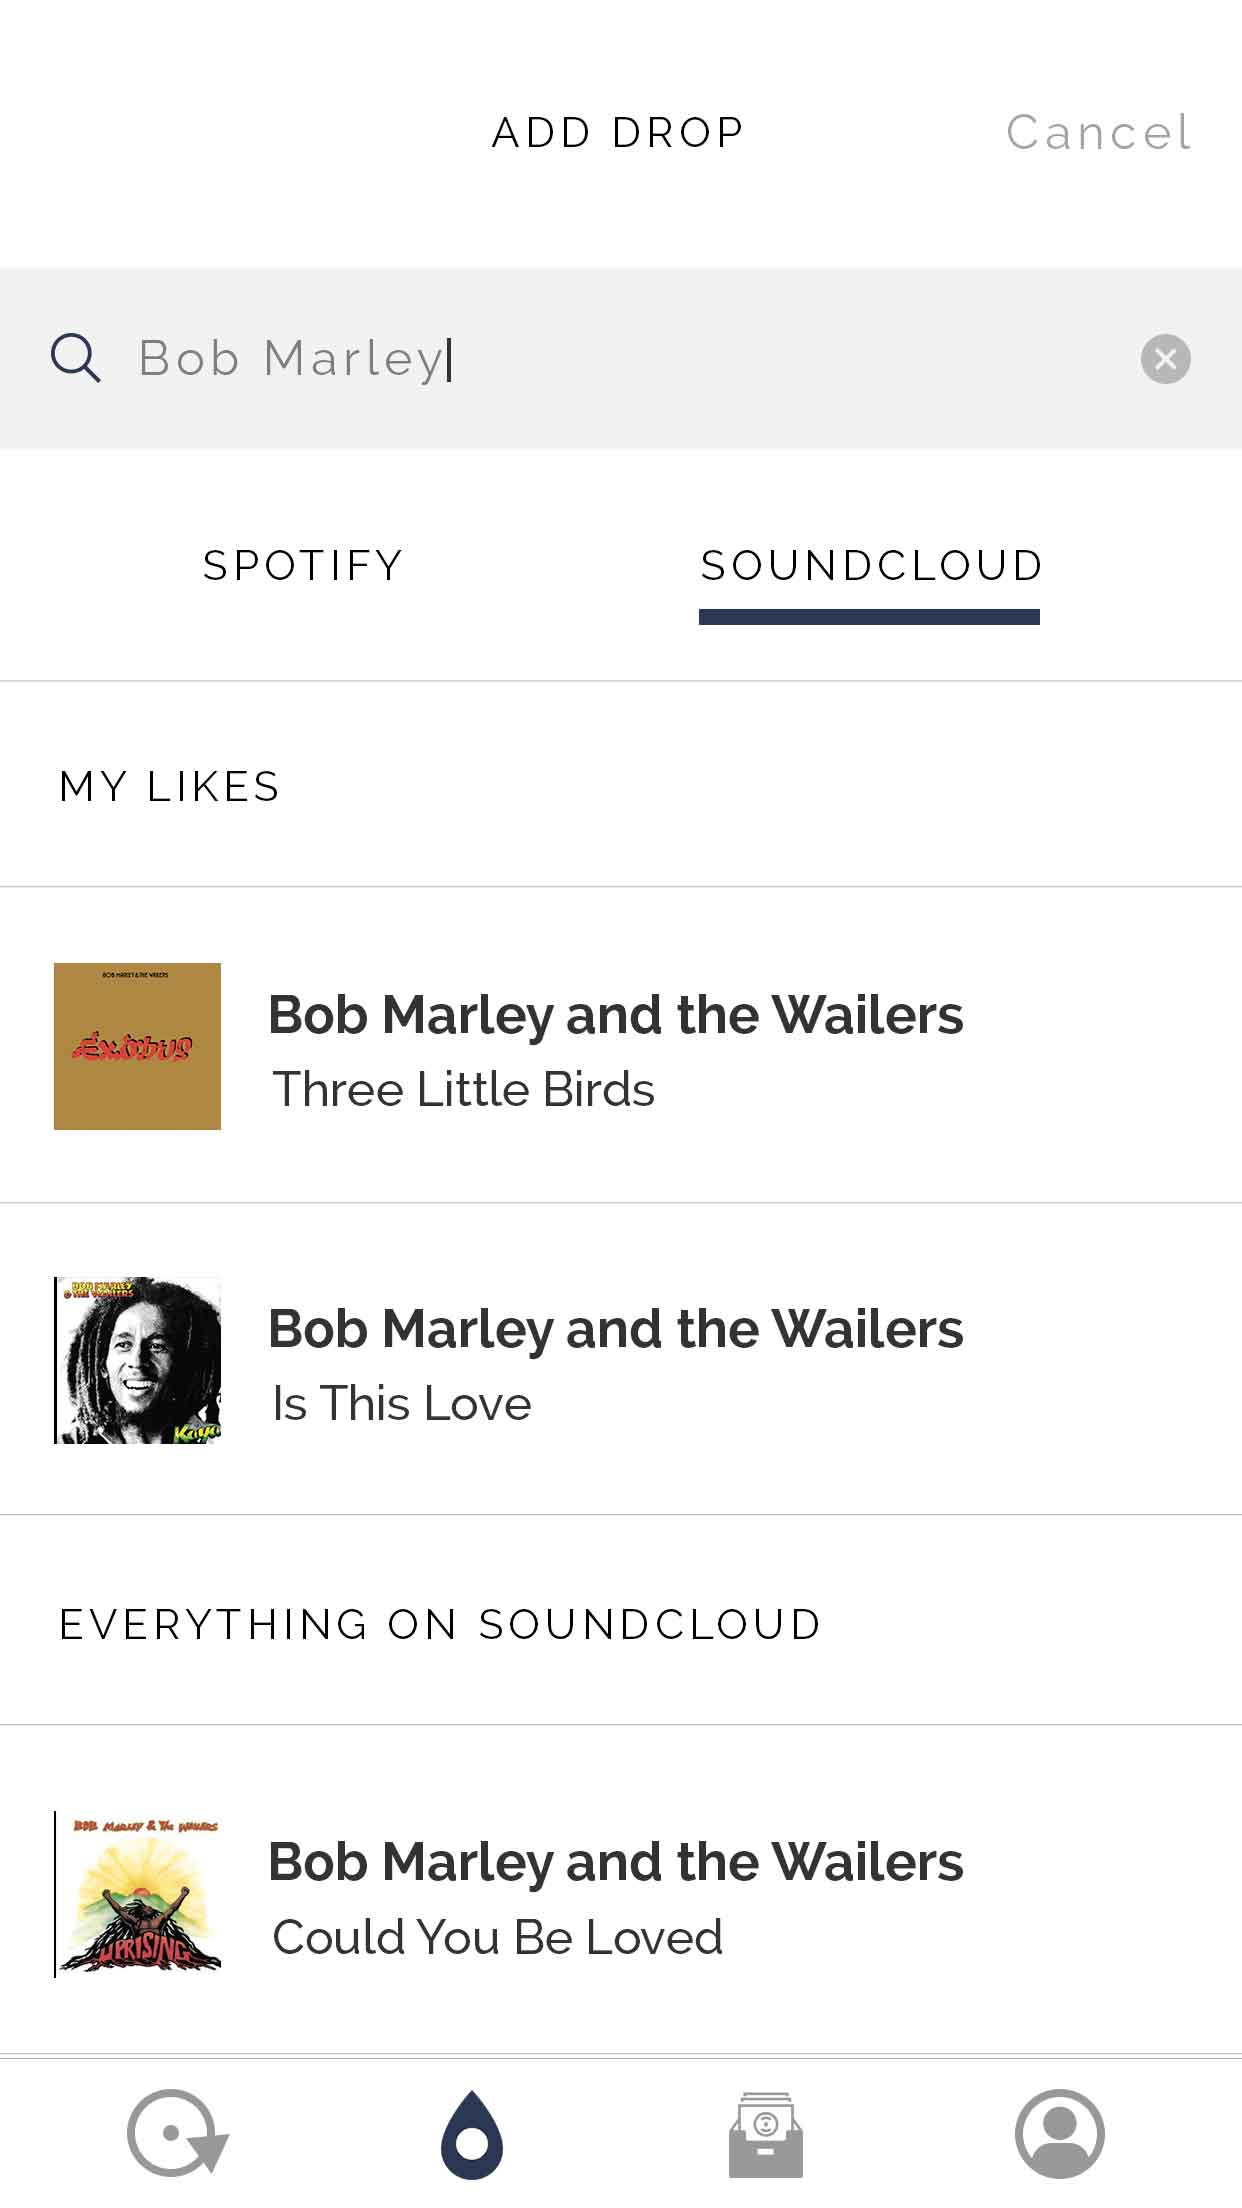 ADD DROP
Cancel
Bob Marley
SPOTIFY
SOUNDCLOUD
MY LIKES
BOB MARLEY & THE WAILERS
Exodus
Bob Marley and the Wailers
Three Little Birds
BOB MARLEY
& THE WAILERS
Kaya
Bob Marley and the Wailers
Is This Love
EVERYTHING ON SOUNDCLOUD
BOB MARLEY & The WAILERS
UPRISING
Bob Marley and the Wailers
Could You Be Loved